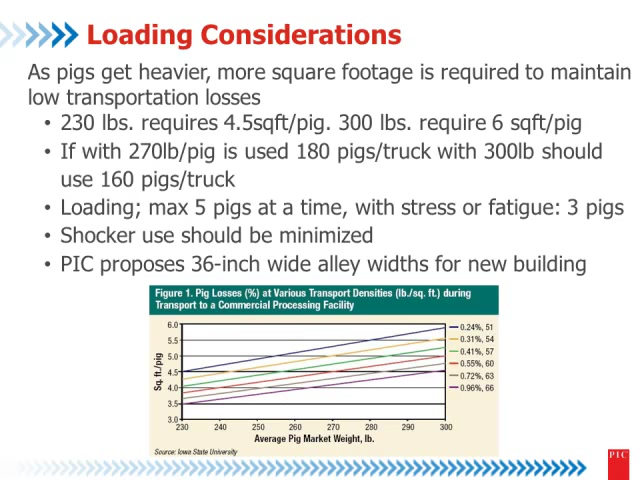 Loading Considerations
As pigs get heavier, more square footage is required to maintain
low transportation losses
• 230 lbs. requires 4.5sqft/pig. 300 lbs. require 6 sqft/pig
• If with 270lb/pig is used 180 pigs/truck with 300lb should
use 160 pigs/truck
• Loading; max 5 pigs at a time, with stress or fatigue: 3 pigs
• Shocker use should be minimized
• PIC proposes 36-inch wide alley widths for new building
Figure 1. Pig Losses (%) at Various Transport Densities (lb./sq. ft.) during
Transport to a Commercial Processing Facility
Sq. ft./pig
6.0
5.5
5.0
4.5
4.0
3.5
3.0
0.24%, 51
0.31%, 54
0.41%, 57
0.55%, 60
0.72%, 63
0.96%, 66
230 240 250 260 270 280 290 300
Average Pig Market Weight, lb.
Source: Iowa State University
PIC